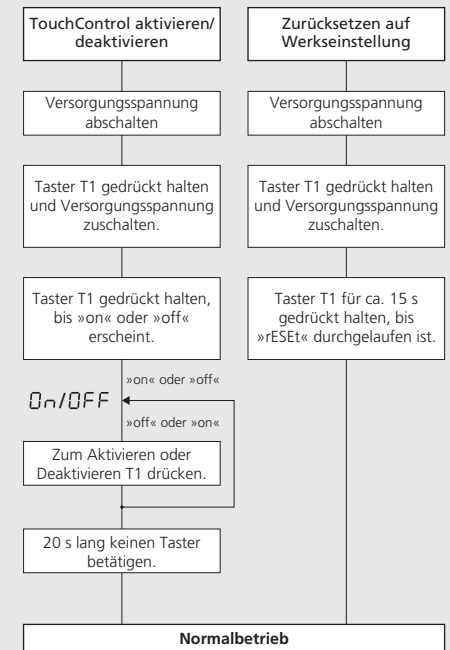 TouchControl aktivieren/
deaktivieren
Versorgungsspannung
abschalten
Taster T1 gedrückt halten
und Versorgungsspannung
zuschalten.
Taster T1 gedrückt halten,
bis »on« oder »off«
erscheint.
»on« oder »off«
On/OFF
»off« oder »on«
Zum Aktivieren oder
Deaktivieren T1 drücken.
20 s lang keinen Taster
betätigen.
Zurücksetzen auf
Werkseinstellung
Versorgungsspannung
abschalten
Taster T1 gedrückt halten
und Versorgungsspannung
zuschalten.
Taster T1 für ca. 15 s
gedrückt halten, bis
»rESEt« durchgelaufen ist.
Normalbetrieb